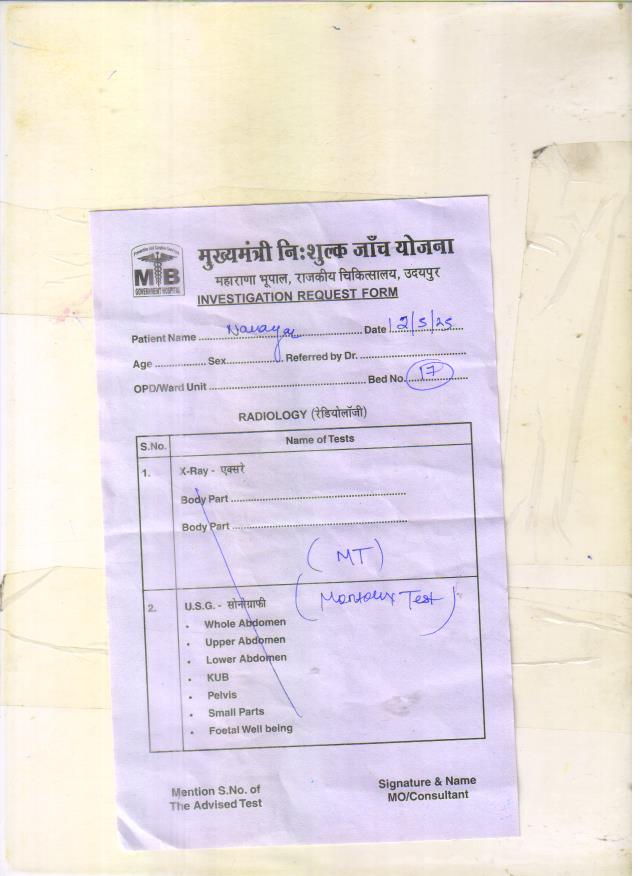 मुख्यमंत्री निःशुल्क जाँच योजना
MB
GOVERNMENT HOSPITAL
महाराणा भूपाल, राजकीय चिकित्सालय, उदयपुर
INVESTIGATION REQUEST FORM
Patient Name ........ Date 12/5/25
Age ........ Sex ........ Referred by Dr. ........
OPD/Ward Unit ........ Bed No. 17
RADIOLOGY (रेडियोलॉजी)
S.No. Name of Tests
1. X-Ray - एक्सरे
Body Part ........
Body Part ........
(MT)
(Mantoux Test)
2. U.S.G. - सोनोग्राफी
• Whole Abdomen
• Upper Abdomen
• Lower Abdomen
• KUB
• Pelvis
• Small Parts
• Foetal Well being
Mention S.No. of
The Advised Test
Signature & Name
MO/Consultant